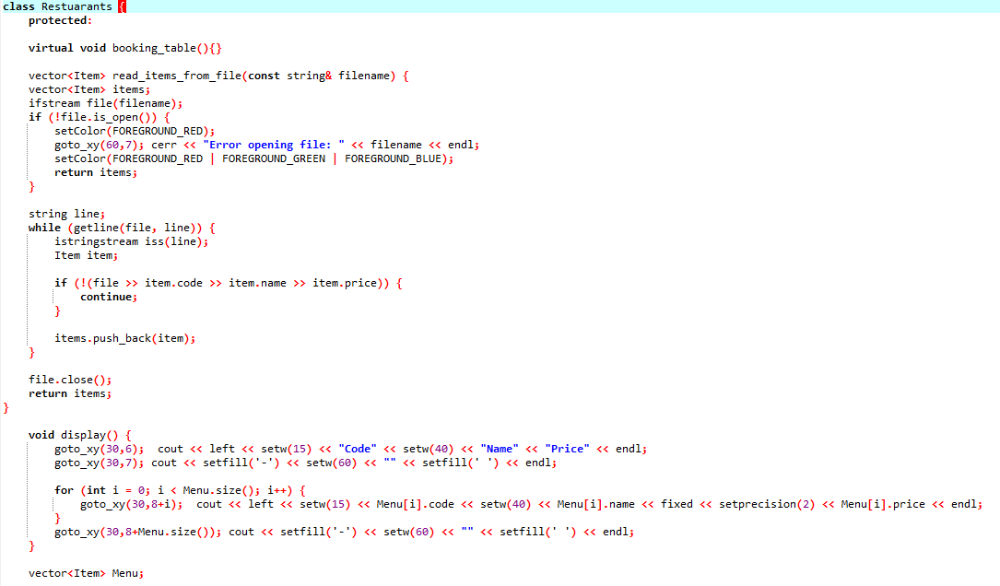 class Restuarants {
protected:
virtual void booking_table(){}
vector<Item> read_items_from_file(const string& filename) {
vector<Item> items;
ifstream file(filename);
if (!file.is_open()) {
setColor(FOREGROUND_RED);
goto_xy(60,7); cerr << "Error opening file: " << filename << endl;
setColor(FOREGROUND_RED | FOREGROUND_GREEN | FOREGROUND_BLUE);
return items;
}
string line;
while (getline(file, line)) {
istringstream iss(line);
Item item;
if (!(file >> item.code >> item.name >> item.price)) {
continue;
}
items.push_back(item);
}
file.close();
return items;
}
void display() {
goto_xy(30,6);  cout << left << setw(15) << "Code" << setw(40) << "Name" << "Price" << endl;
goto_xy(30,7); cout << setfill('-') << setw(60) << "" << setfill(' ') << endl;
for (int i = 0; i < Menu.size(); i++) {
goto_xy(30,8+i);  cout << left << setw(15) << Menu[i].code << setw(40) << Menu[i].name << fixed << setprecision(2) << Menu[i].price << endl;
}
goto_xy(30,8+Menu.size()); cout << setfill('-') << setw(60) << "" << setfill(' ') << endl;
}
vector<Item> Menu;